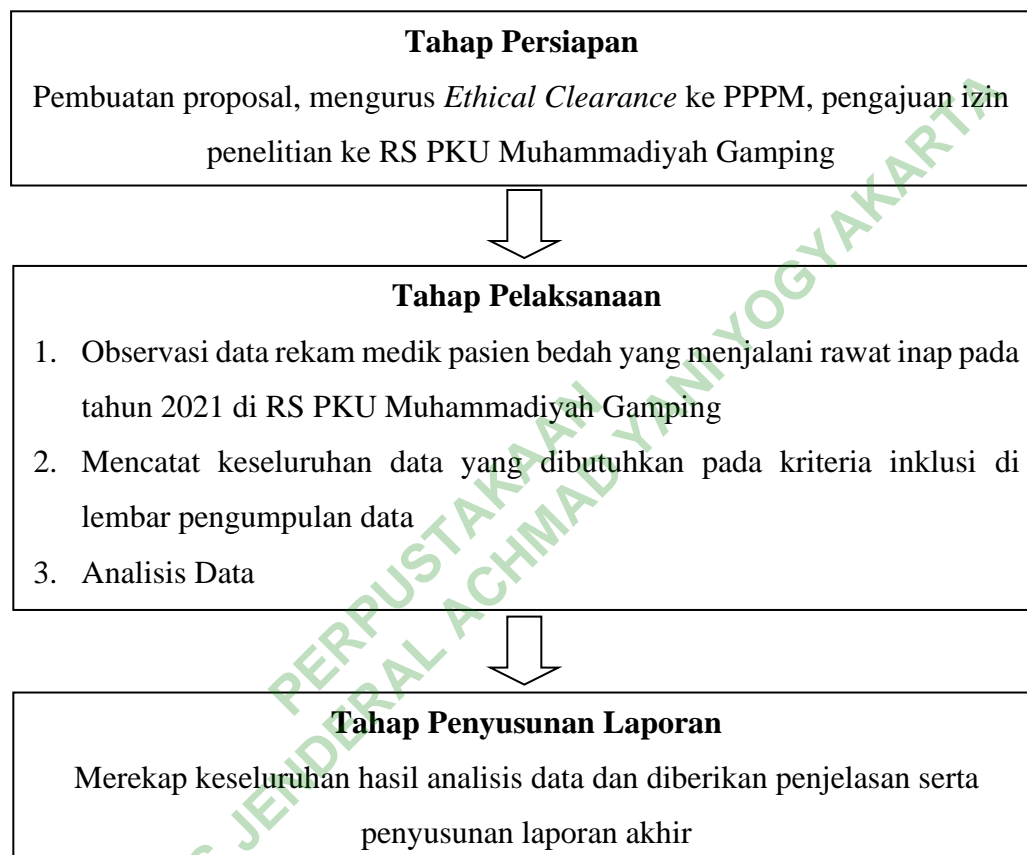 Tahap Persiapan
Pembuatan proposal, mengurus Ethical Clearance ke PPPM, pengajuan izin
penelitian ke RS PKU Muhammadiyah Gamping
Tahap Pelaksanaan
1. Observasi data rekam medik pasien bedah yang menjalani rawat inap pada
tahun 2021 di RS PKU Muhammadiyah Gamping
2. Mencatat keseluruhan data yang dibutuhkan pada kriteria inklusi di
lembar pengumpulan data
3. Analisis Data
Tahap Penyusunan Laporan
Merekap keseluruhan hasil analisis data dan diberikan penjelasan serta
penyusunan laporan akhir
PERPUSTAKAAN
S JENDERAL ACHMAD YANI YOGYAKARTA